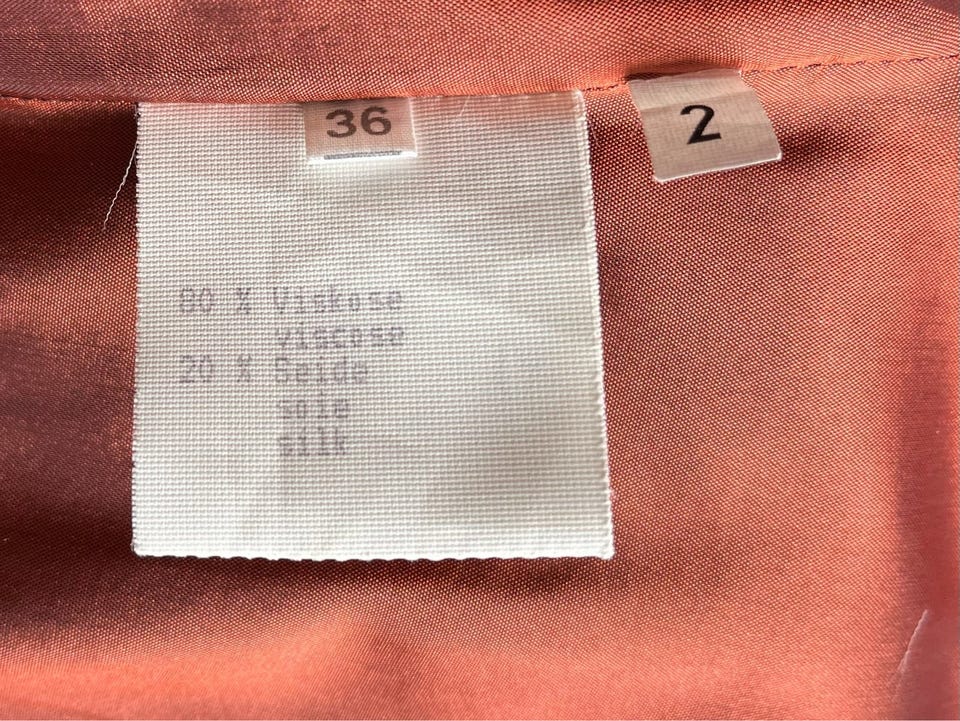 36
2
80 % Viskose
viscose
20 % Seide
soie
silk